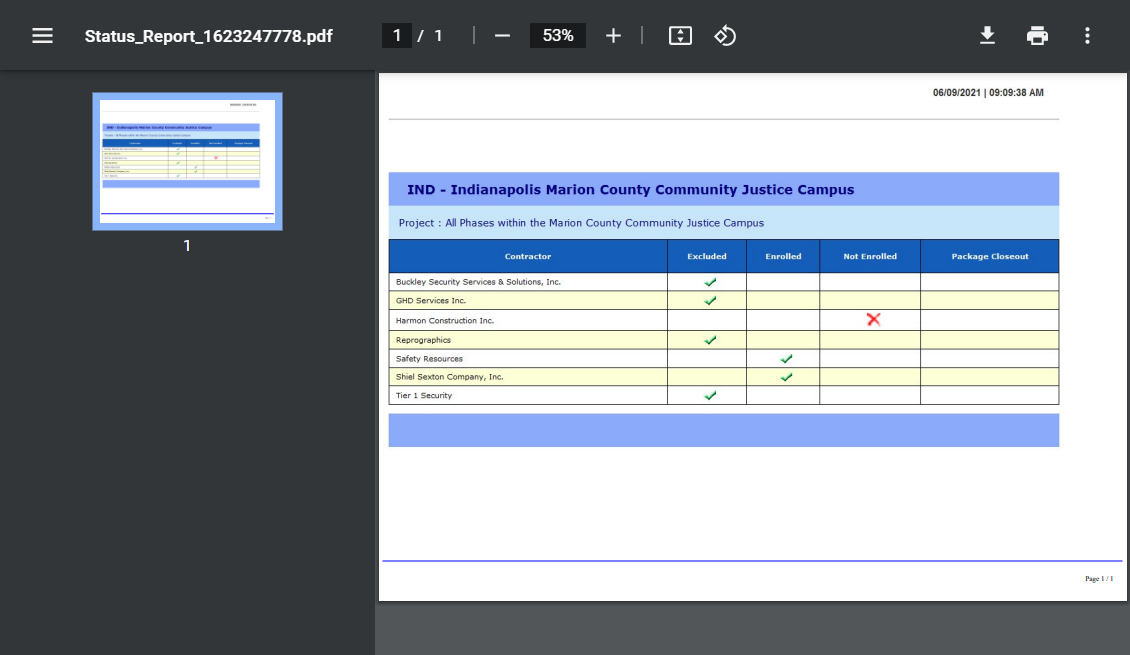 Status_Report_1623247778.pdf
1 / 1
53%
1
06/09/2021 | 09:09:38 AM
IND - Indianapolis Marion County Community Justice Campus
Project : All Phases within the Marion County Community Justice Campus
Contractor Excluded Enrolled Not Enrolled Package Closeout
Buckley Security Services & Solutions, Inc.
GHD Services Inc.
Harmon Construction Inc.
Reprographics
Safety Resources
Shiel Sexton Company, Inc.
Tier 1 Security
Page 1 / 1